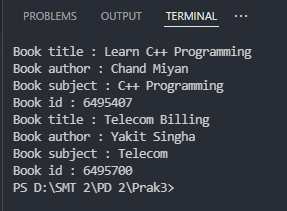 PROBLEMS OUTPUT TERMINAL ...
Book title : Learn C++ Programming
Book author : Chand Miyan
Book subject : C++ Programming
Book id : 6495407
Book title : Telecom Billing
Book author : Yakit Singha
Book subject : Telecom
Book id : 6495700
PS D:\SMT 2\PD 2\Prak3>